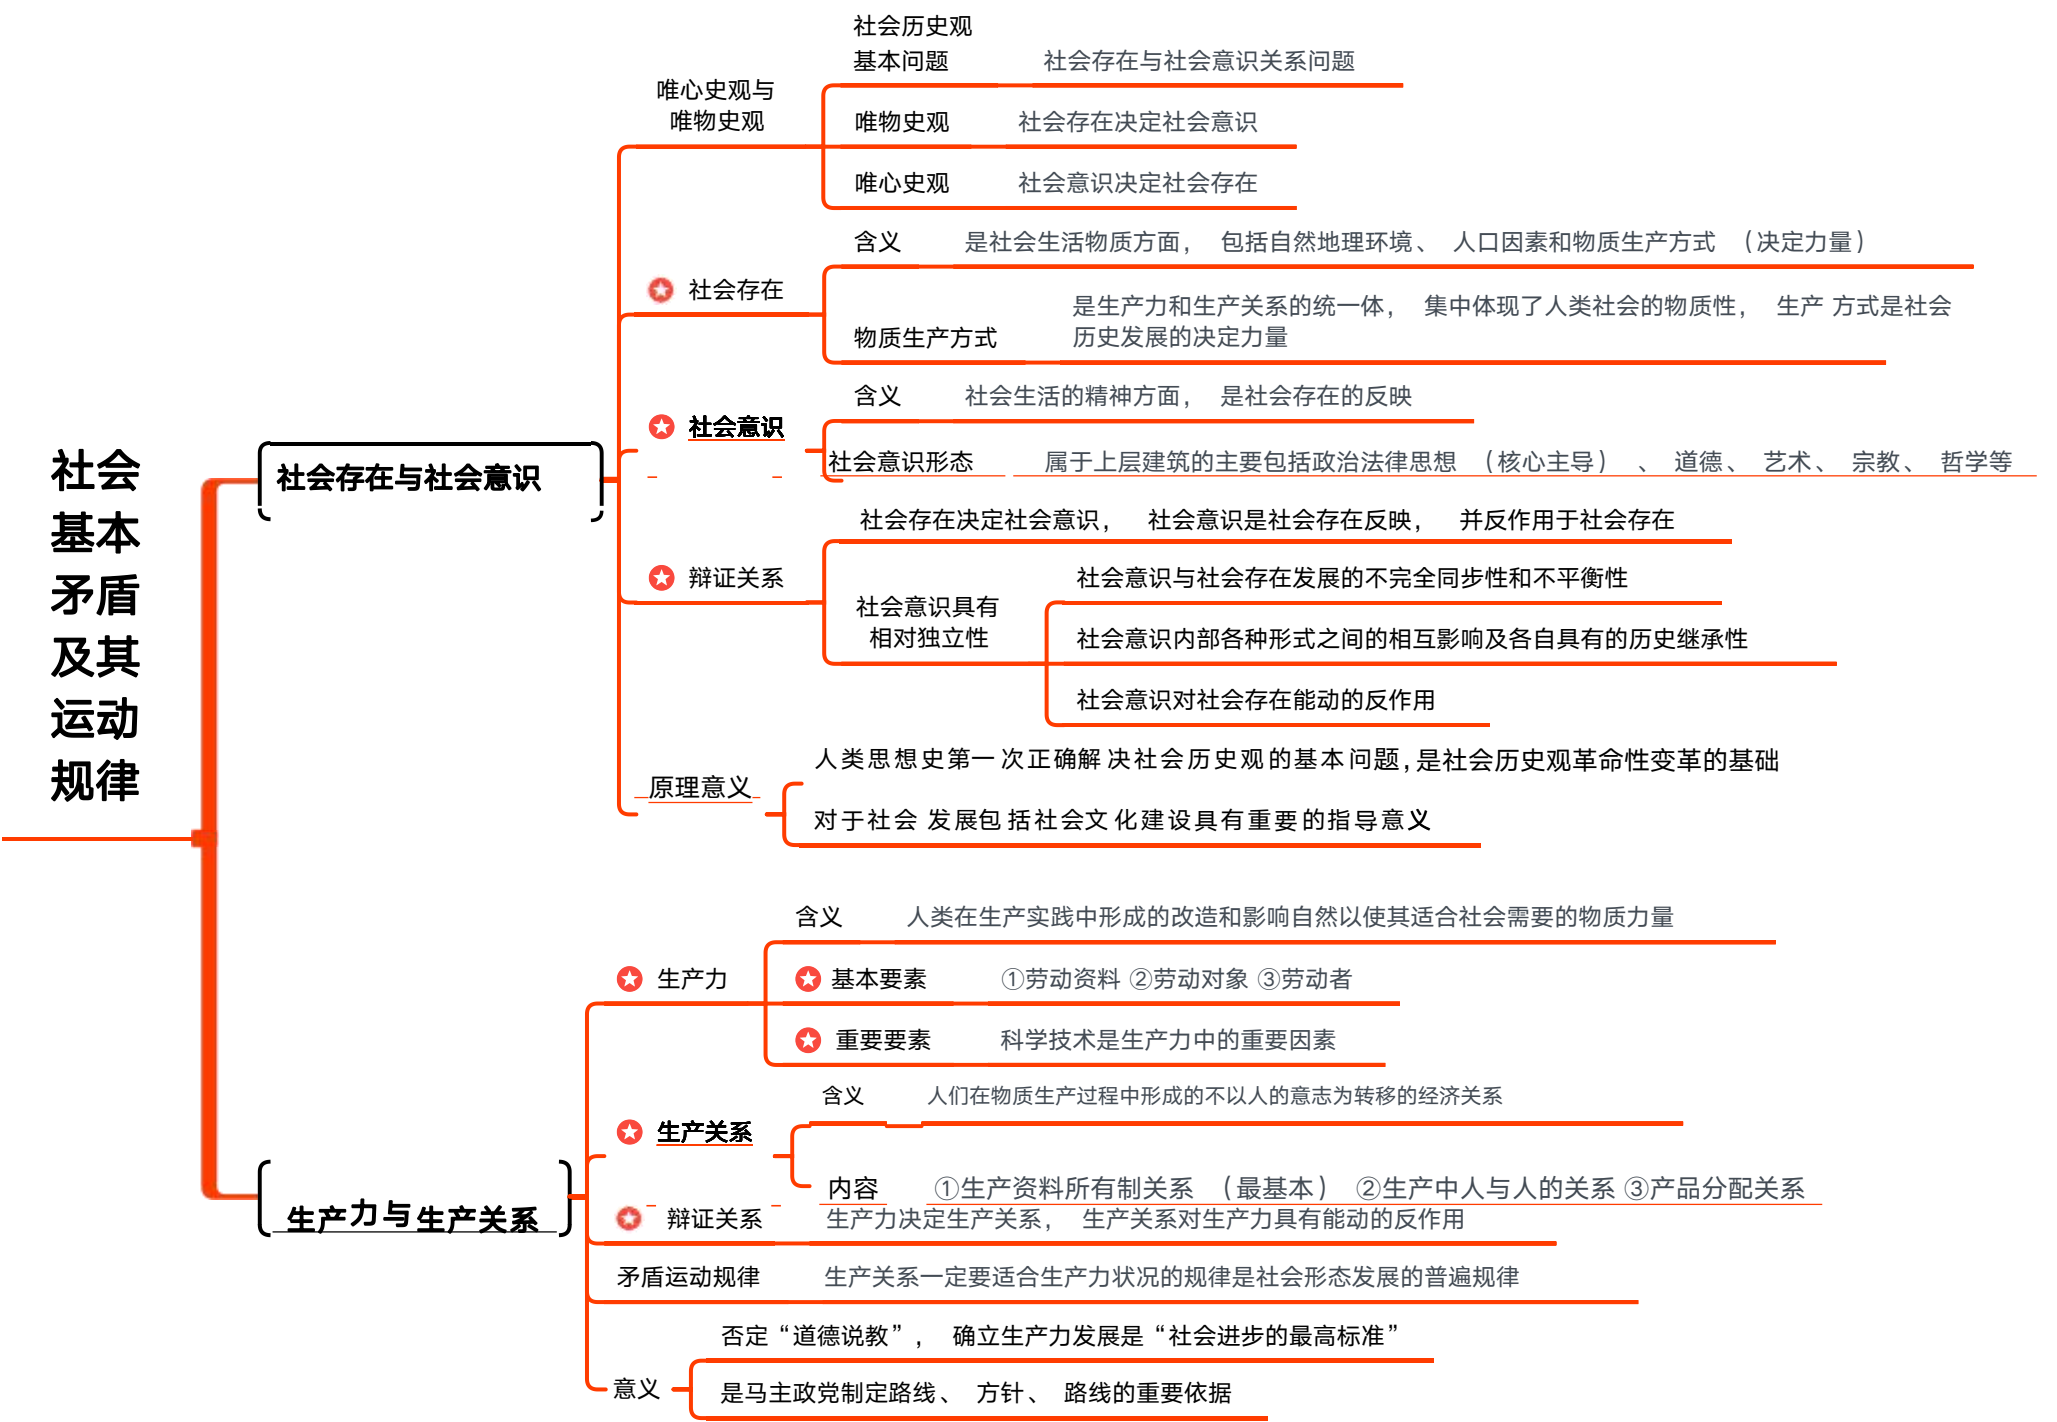 社会
基本
矛盾
及其
运动
规律
社会存在与社会意识
唯心史观与
唯物史观
社会历史观
基本问题
社会存在与社会意识关系问题
唯物史观
社会存在决定社会意识
唯心史观
社会意识决定社会存在
社会存在
含义
是社会生活物质方面， 包括自然地理环境、 人口因素和物质生产方式 （决定力量）
物质生产方式
是生产力和生产关系的统一体， 集中体现了人类社会的物质性， 生产 方式是社会
历史发展的决定力量
社会意识
含义
社会生活的精神方面， 是社会存在的反映
社会意识形态
属于上层建筑的主要包括政治法律思想 （核心主导） 、 道德、 艺术、 宗教、 哲学等
辩证关系
社会存在决定社会意识， 社会意识是社会存在反映， 并反作用于社会存在
社会意识具有
相对独立性
社会意识与社会存在发展的不完全同步性和不平衡性
社会意识内部各种形式之间的相互影响及各自具有的历史继承性
社会意识对社会存在能动的反作用
原理意义
人类思想史第一次正确解决社会历史观的基本问题，是社会历史观革命性变革的基础
对于社会 发展包括社会文化建设具有重要的指导意义
生产力与生产关系
生产力
含义
人类在生产实践中形成的改造和影响自然以使其适合社会需要的物质力量
基本要素
①劳动资料 ②劳动对象 ③劳动者
重要要素
科学技术是生产力中的重要因素
生产关系
含义
人们在物质生产过程中形成的不以人的意志为转移的经济关系
内容
①生产资料所有制关系 （最基本） ②生产中人与人的关系 ③产品分配关系
辩证关系
生产力决定生产关系， 生产关系对生产力具有能动的反作用
矛盾运动规律
生产关系一定要适合生产力状况的规律是社会形态发展的普遍规律
意义
否定“道德说教”， 确立生产力发展是“社会进步的最高标准”
是马主政党制定路线、 方针、 路线的重要依据